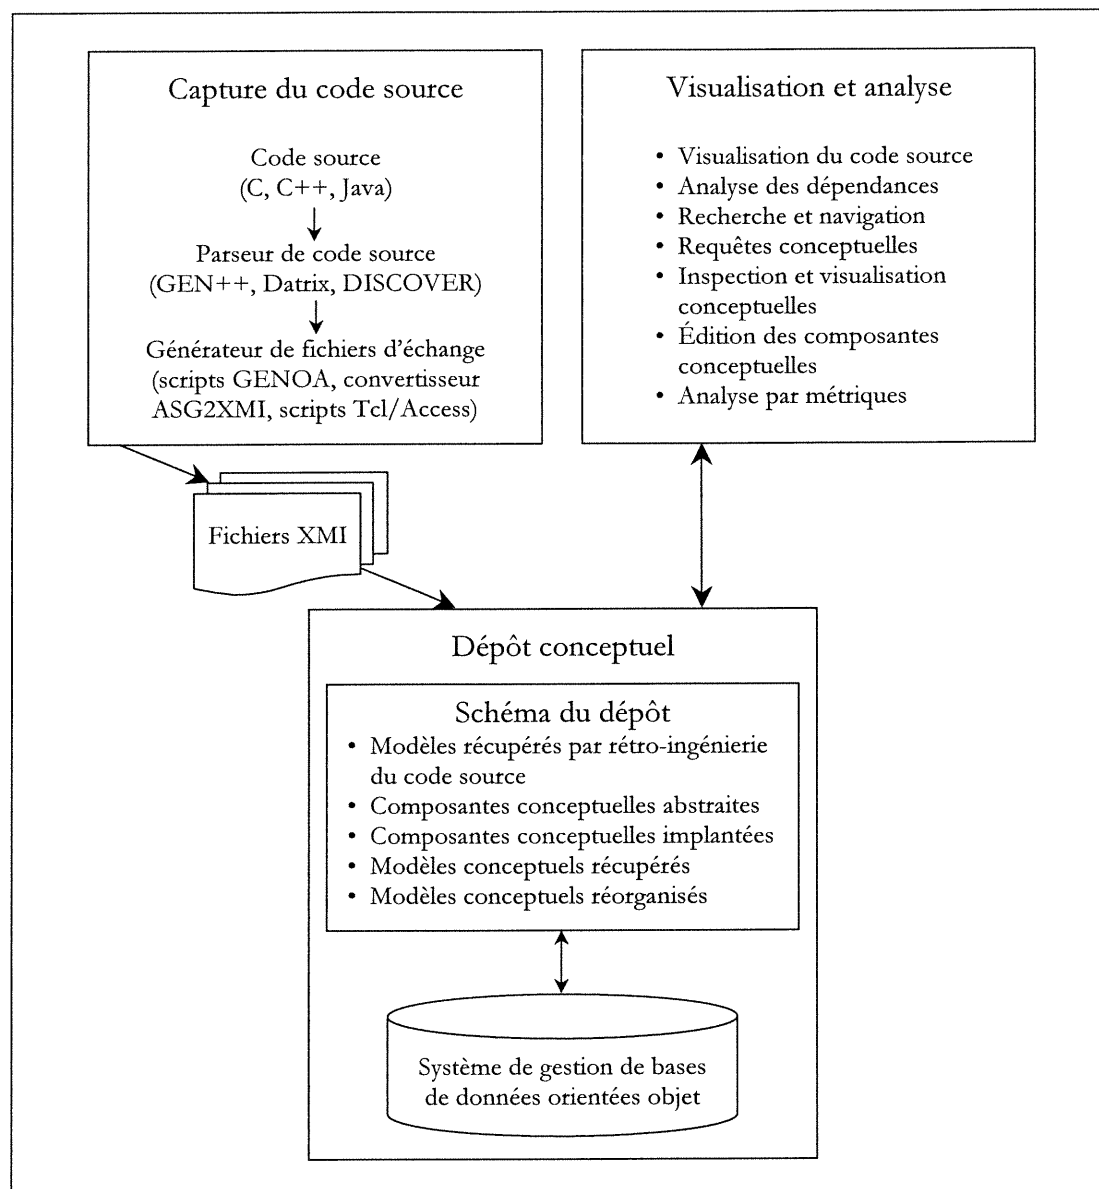 Capture du code source
Code source
(C, C++, Java)
Parseur de code source
(GEN++, Datrix, DISCOVER)
Générateur de fichiers d'échange
(scripts GENOA, convertisseur
ASG2XMI, scripts Tcl/Access)
Visualisation et analyse
• Visualisation du code source
• Analyse des dépendances
• Recherche et navigation
• Requêtes conceptuelles
• Inspection et visualisation
conceptuelles
• Édition des composantes
conceptuelles
• Analyse par métriques
Fichiers XMI
Dépôt conceptuel
Schéma du dépôt
• Modèles récupérés par rétro-ingénierie
du code source
• Composantes conceptuelles abstraites
• Composantes conceptuelles implantées
• Modèles conceptuels récupérés
• Modèles conceptuels réorganisés
Système de gestion de bases
de données orientées objet